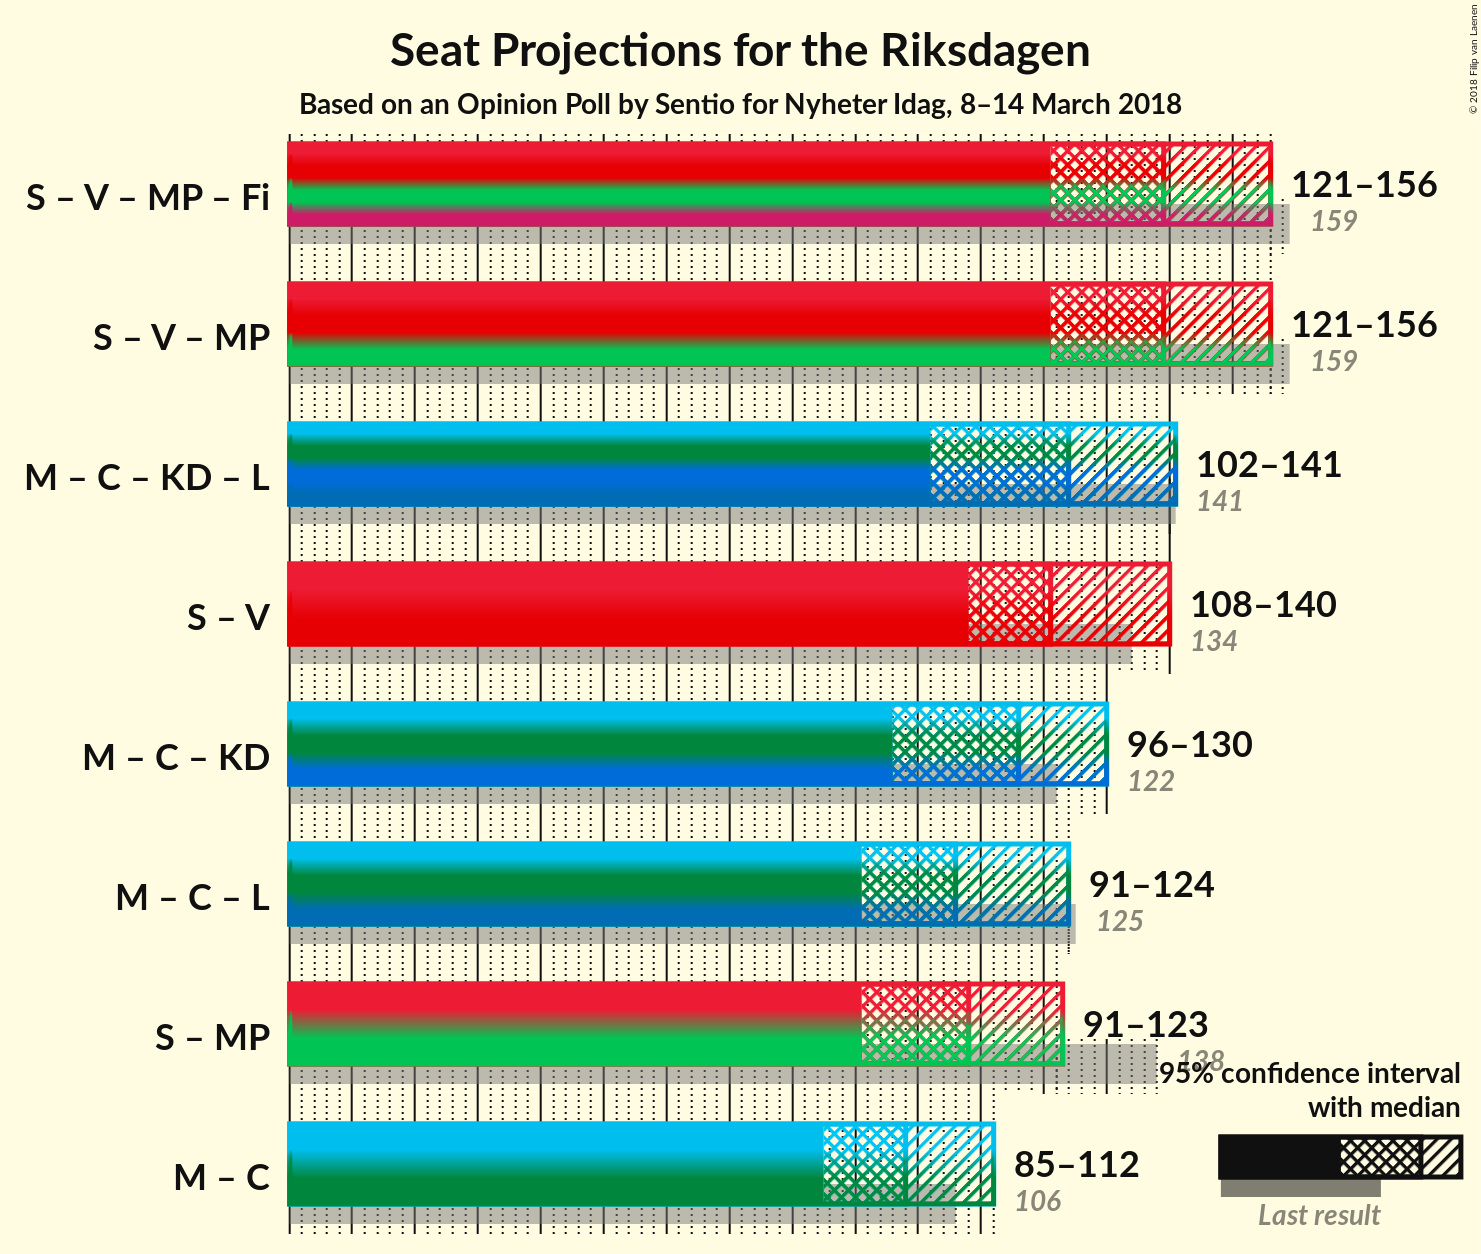 Seat Projections for the Riksdagen
Based on an Opinion Poll by Sentio for Nyheter Idag, 8–14 March 2018
© 2018 Filip van Laenen
S – V – MP – Fi
121–156
159
S – V – MP
121–156
159
M – C – KD – L
102–141
141
S – V
108–140
134
M – C – KD
96–130
122
M – C – L
91–124
125
S – MP
91–123
138
M – C
85–112
106
95% confidence interval
with median
Last result